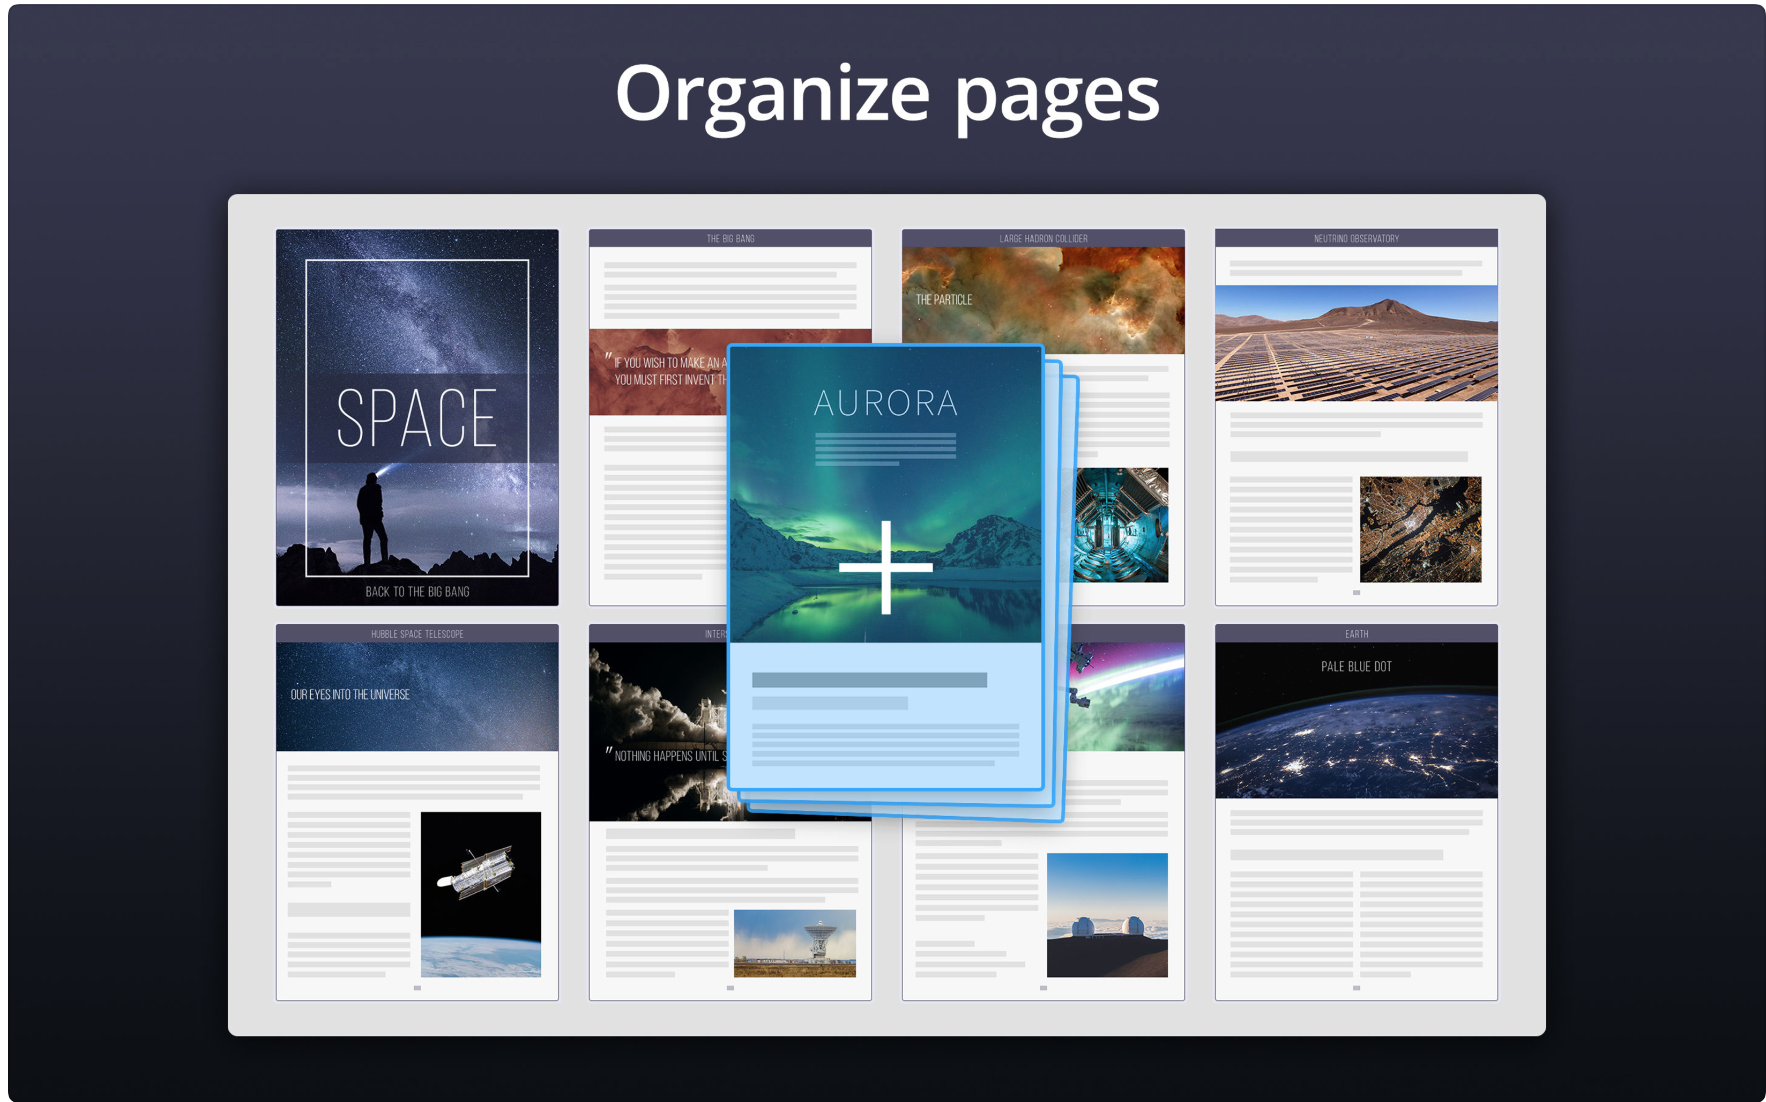 Organize pages
SPACE
BACK TO THE BIG BANG
THE BIG BANG
" IF YOU WISH TO MAKE AN A
YOU MUST FIRST INVENT TH
LARGE HADRON COLLIDER
THE PARTICLE
NEUTRINO OBSERVATORY
AURORA
HUBBLE SPACE TELESCOPE
OUR EYES INTO THE UNIVERSE
INTERS
" NOTHING HAPPENS UNTIL S
EARTH
PALE BLUE DOT